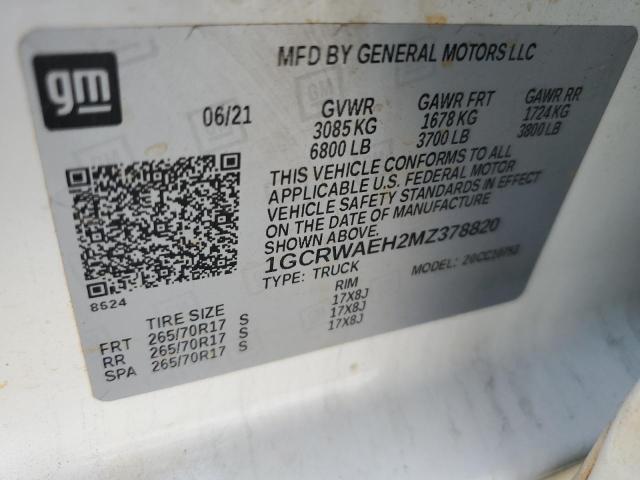 gm
MFD BY GENERAL MOTORS LLC
06/21 GVWR GAWR FRT GAWR RR
3085 KG 1678 KG 1724 KG
6800 LB 3700 LB 3800 LB
THIS VEHICLE CONFORMS TO ALL
APPLICABLE U.S. FEDERAL MOTOR
VEHICLE SAFETY STANDARDS IN EFFECT
ON THE DATE OF MANUFACTURE
SHOWN ABOVE.
1GCRWAEH2MZ378820
TYPE: TRUCK MODEL:
8624
TIRE SIZE RIM
FRT 265/70R17 S 17X8J
RR 265/70R17 S 17X8J
SPA 265/70R17 S 17X8J